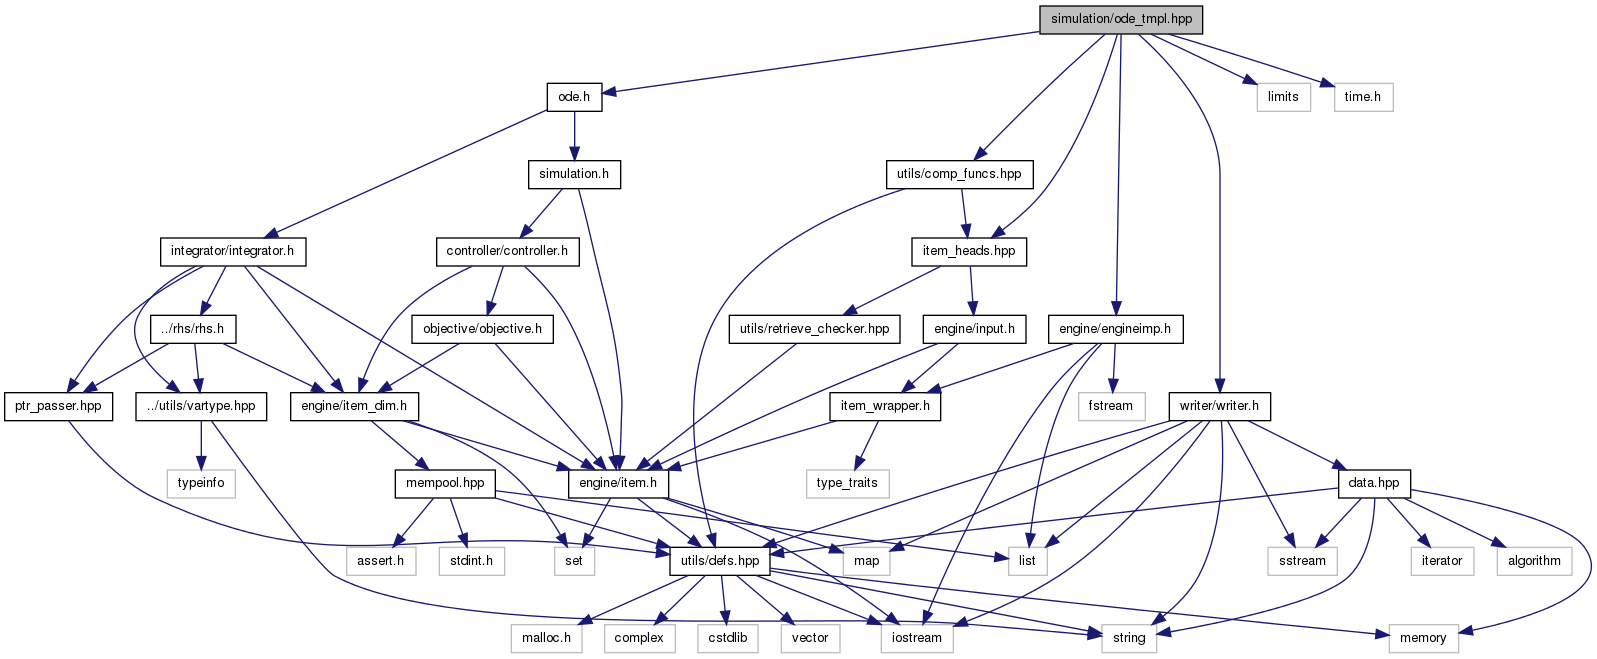 simulation/ode_tmpl.hpp
ode.h
limits
time.h
simulation.h
utils/comp_funcs.hpp
integrator/integrator.h
controller/controller.h
item_heads.hpp
../rhs/rhs.h
objective/objective.h
utils/retrieve_checker.hpp
engine/input.h
engine/engineimp.h
ptr_passer.hpp
../utils/vartype.hpp
engine/item_dim.h
item_wrapper.h
fstream
writer/writer.h
typeinfo
mempool.hpp
engine/item.h
type_traits
data.hpp
assert.h
stdint.h
set
utils/defs.hpp
map
list
sstream
iterator
algorithm
malloc.h
complex
cstdlib
vector
iostream
string
memory